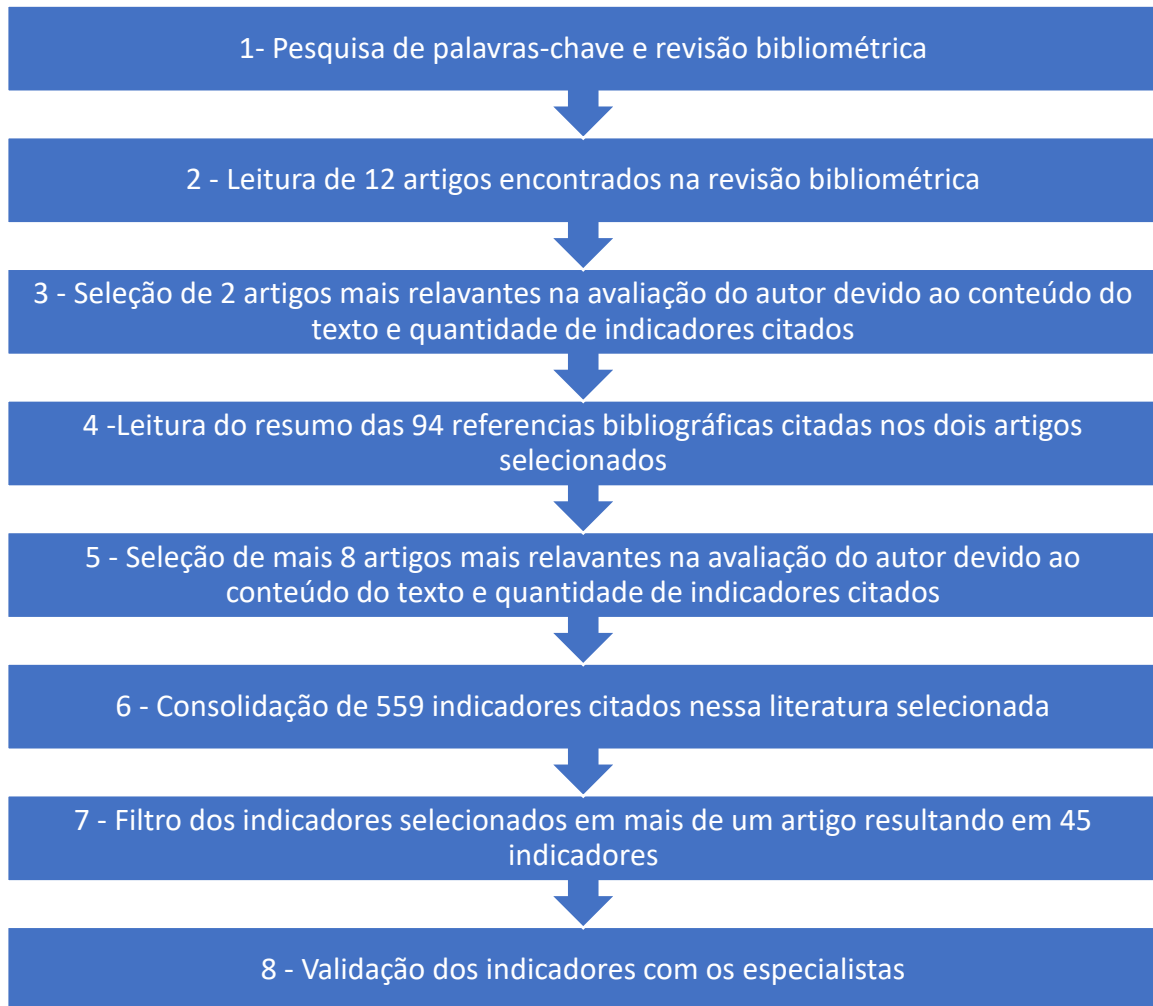 1- Pesquisa de palavras-chave e revisão bibliométrica
2 - Leitura de 12 artigos encontrados na revisão bibliométrica
3 - Seleção de 2 artigos mais relavantes na avaliação do autor devido ao conteúdo do
texto e quantidade de indicadores citados
4 -Leitura do resumo das 94 referencias bibliográficas citadas nos dois artigos
selecionados
5 - Seleção de mais 8 artigos mais relavantes na avaliação do autor devido ao
conteúdo do texto e quantidade de indicadores citados
6 - Consolidação de 559 indicadores citados nessa literatura selecionada
7 - Filtro dos indicadores selecionados em mais de um artigo resultando em 45
indicadores
8 - Validação dos indicadores com os especialistas